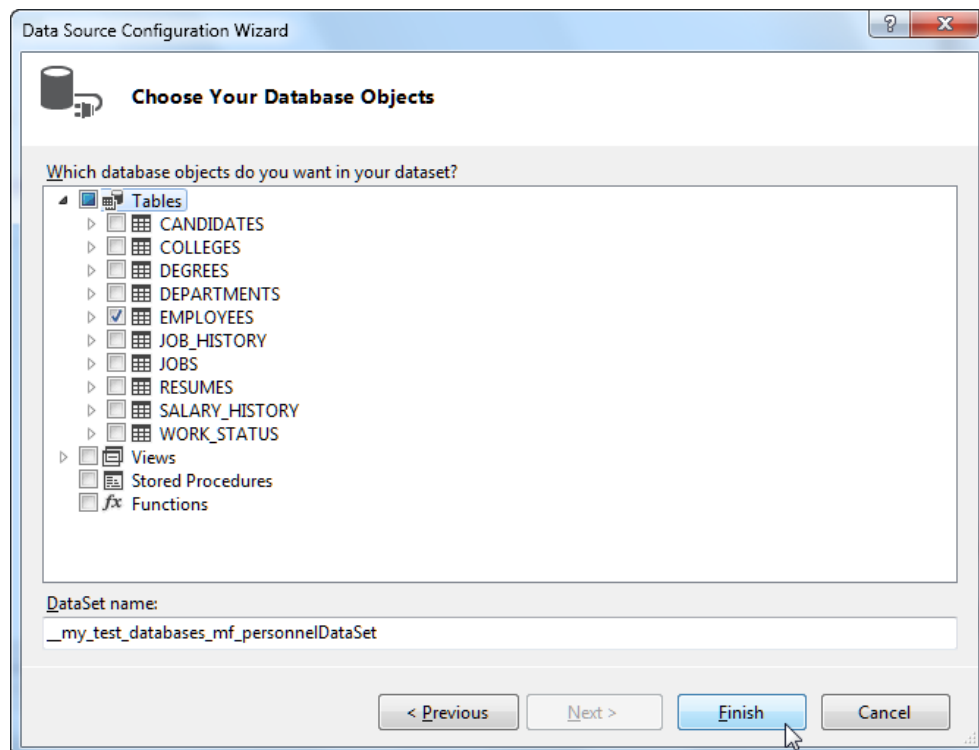 Data Source Configuration Wizard
Choose Your Database Objects
Which database objects do you want in your dataset?
Tables
CANDIDATES
COLLEGES
DEGREES
DEPARTMENTS
EMPLOYEES
JOB_HISTORY
JOBS
RESUMES
SALARY_HISTORY
WORK_STATUS
Views
Stored Procedures
fx Functions
DataSet name:
__my_test_databases_mf_personnelDataSet
< Previous Next > Finish Cancel